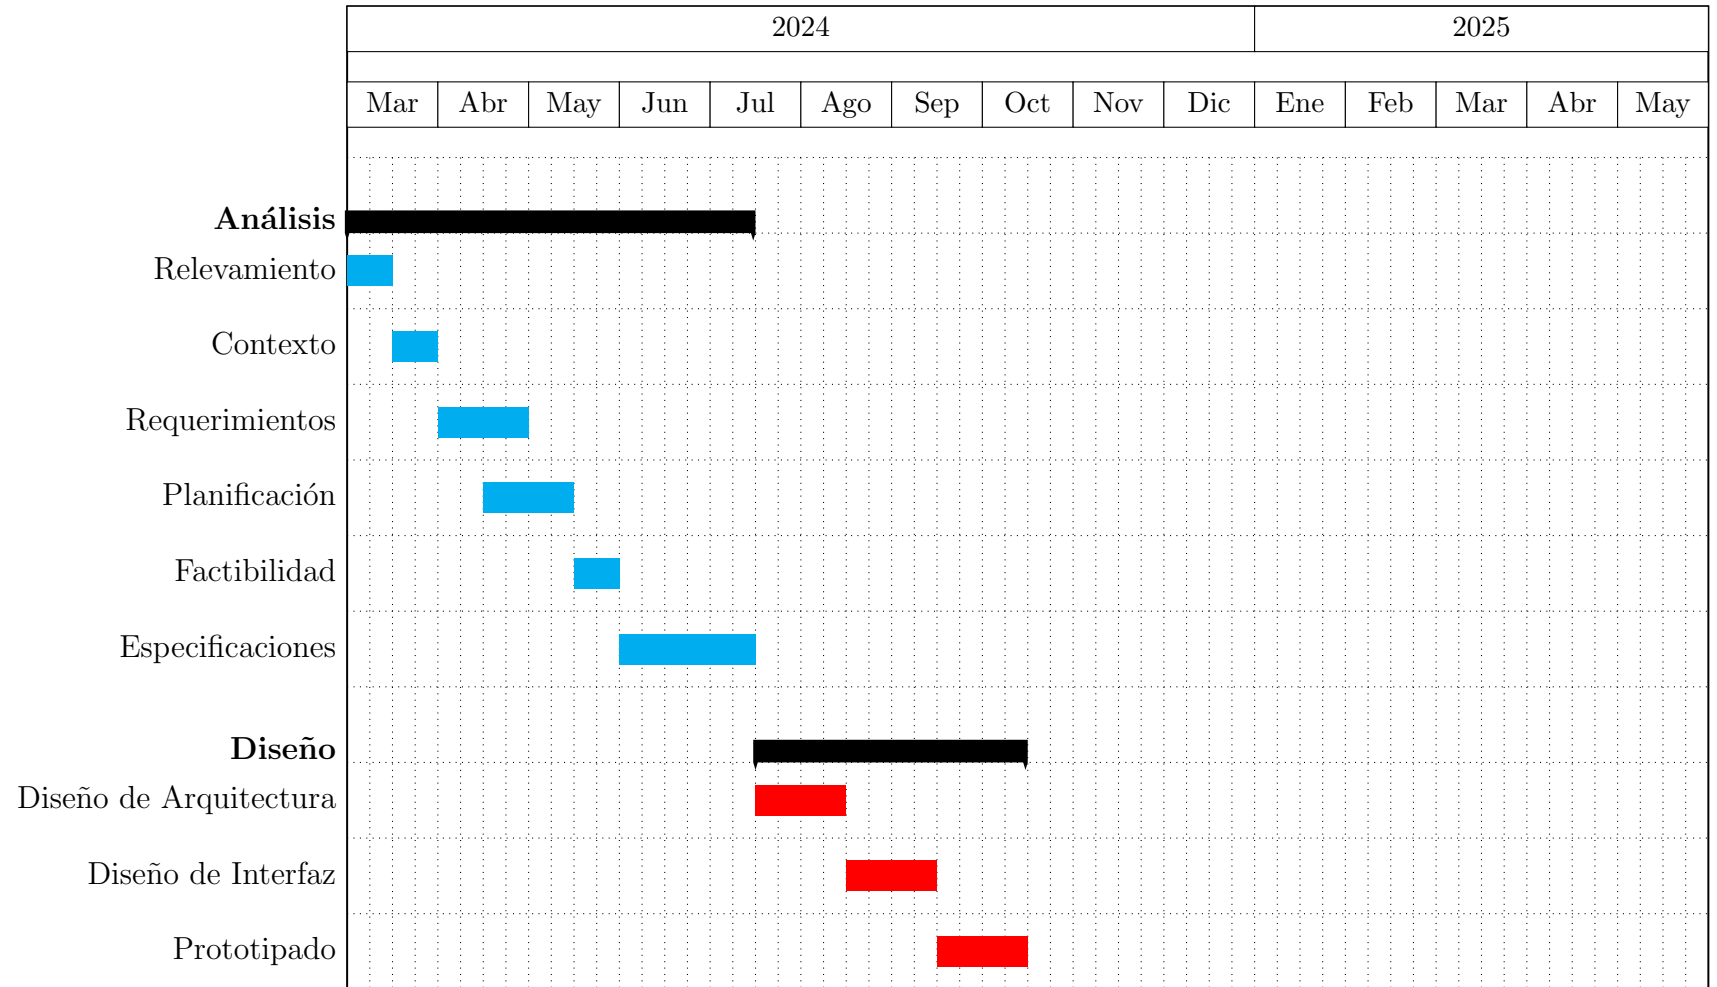 2024 2025
Mar Abr May Jun Jul Ago Sep Oct Nov Dic Ene Feb Mar Abr May
Análisis
Relevamiento
Contexto
Requerimientos
Planificación
Factibilidad
Especificaciones
Diseño
Diseño de Arquitectura
Diseño de Interfaz
Prototipado